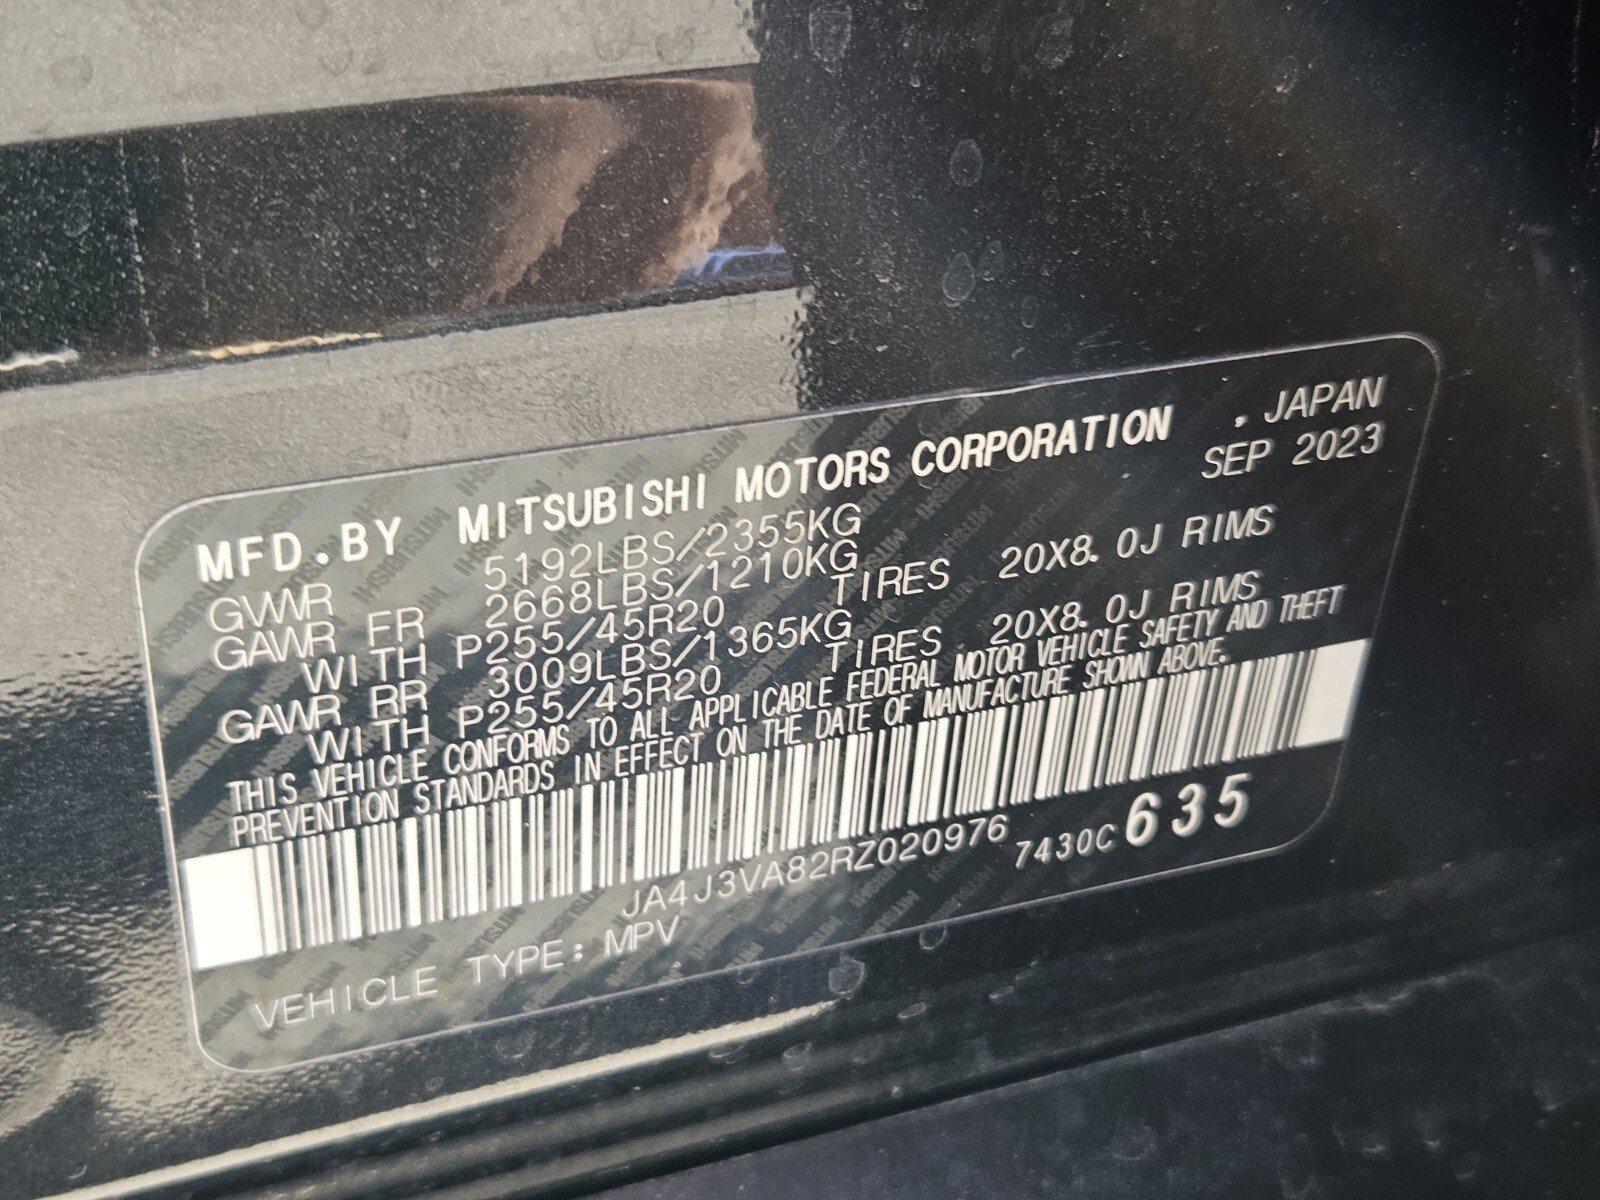 MFD.BY MITSUBISHI MOTORS CORPORATION , JAPAN
SEP 2023
GVWR 5192LBS/2355KG
GAWR FR 2668LBS/1210KG
WITH P255/45R20 TIRES 20X8.0J RIMS
GAWR RR 3009LBS/1365KG
WITH P255/45R20 TIRES 20X8.0J RIMS
THIS VEHICLE CONFORMS TO ALL APPLICABLE FEDERAL MOTOR VEHICLE SAFETY AND THEFT
PREVENTION STANDARDS IN EFFECT ON THE DATE OF MANUFACTURE SHOWN ABOVE.
JA4J3VA82RZ020976 7430C 635
VEHICLE TYPE: MPV